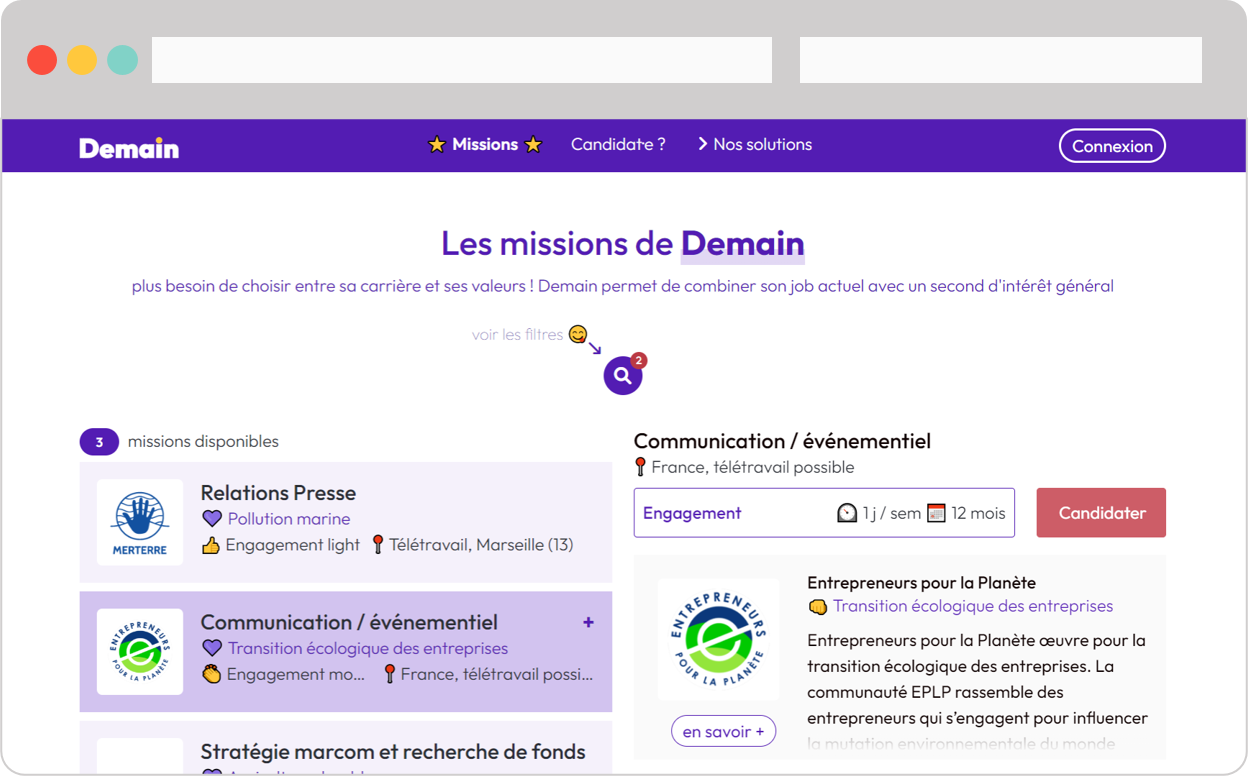 Demain
⭐ Missions ⭐
Candidate ?
Nos solutions
Connexion
Les missions de Demain
plus besoin de choisir entre sa carrière et ses valeurs ! Demain permet de combiner son job actuel avec un second d'intérêt général
voir les filtres 😋
2
3 missions disponibles
MERTERRE
Relations Presse
💜 Pollution marine
👍 Engagement light 📍 Télétravail, Marseille (13)
ENTREPRENEURS POUR LA PLANÈTE
Communication / événementiel +
💜 Transition écologique des entreprises
👏 Engagement mo... 📍 France, télétravail possi...
Stratégie marcom et recherche de fonds
Communication / événementiel
📍 France, télétravail possible
Engagement 1 j / sem 12 mois
Candidater
ENTREPRENEURS POUR LA PLANÈTE
en savoir +
Entrepreneurs pour la Planète
Transition écologique des entreprises
Entrepreneurs pour la Planète œuvre pour la
transition écologique des entreprises. La
communauté EPLP rassemble des
entrepreneurs qui s'engagent pour influencer
la mutation environnementale du monde